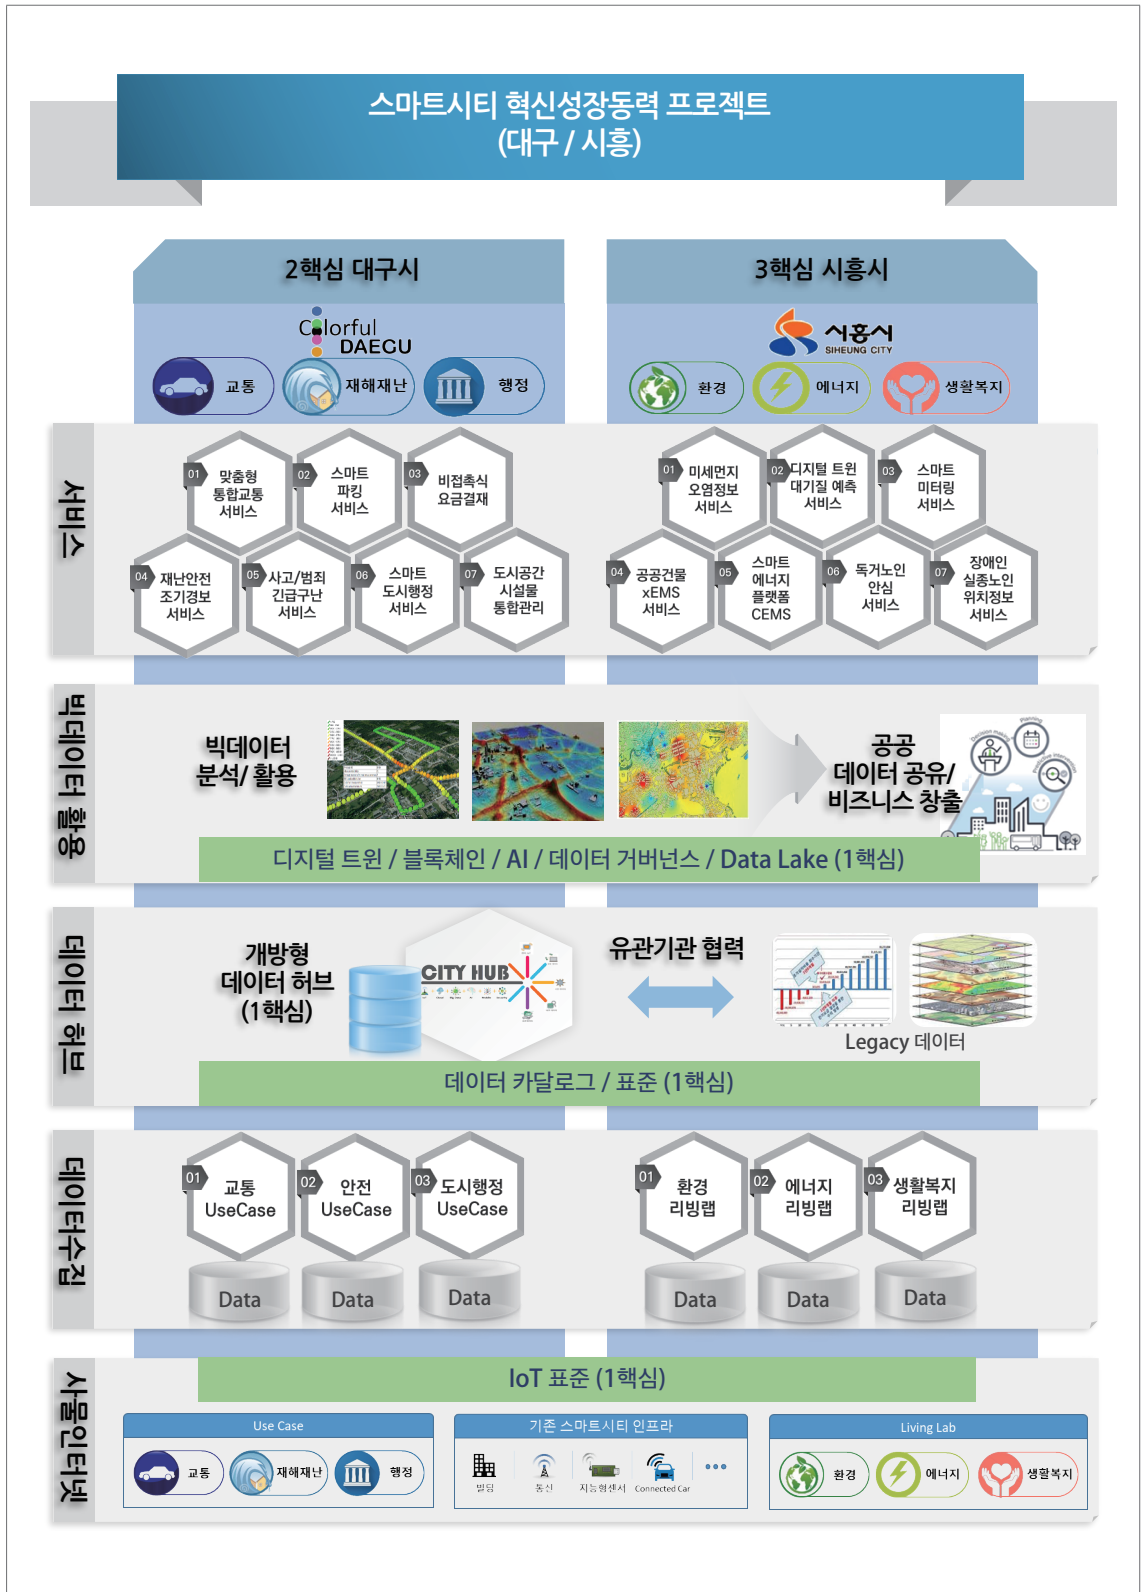 스마트시티 혁신성장동력 프로젝트
(대구 / 시흥)
2핵심 대구시
3핵심 시흥시
Colorful
DAEGU
시흥시
SIHEUNG CITY
교통
재해재난
행정
환경
에너지
생활복지
서비스
01
맞춤형
통합교통
서비스
02
스마트
파킹
서비스
03
비접촉식
요금결재
04
재난안전
조기경보
서비스
05
사고/범죄
긴급구난
서비스
06
스마트
도시행정
서비스
07
도시공간
시설물
통합관리
01
미세먼지
오염정보
서비스
02
디지털 트윈
대기질 예측
서비스
03
스마트
미터링
서비스
04
공공건물
xEMS
서비스
05
스마트
에너지
플랫폼
CEMS
06
독거노인
안심
서비스
07
장애인
실종노인
위치정보
서비스
빅데이터 활용
빅데이터
분석/ 활용
공공
데이터 공유/
비즈니스 창출
Planning
디지털 트윈 / 블록체인 / AI / 데이터 거버넌스 / Data Lake (1핵심)
데이터 허브
개방형
데이터 허브
(1핵심)
CITY HUB
유관기관 협력
Legacy 데이터
데이터 카달로그 / 표준 (1핵심)
데이터수집
01
교통
UseCase
02
안전
UseCase
03
도시행정
UseCase
01
환경
리빙랩
02
에너지
리빙랩
03
생활복지
리빙랩
Data
Data
Data
Data
Data
Data
사물인터넷
IoT 표준 (1핵심)
Use Case
교통
재해재난
행정
기존 스마트시티 인프라
빌딩
통신
지능형센서
Connected Car
Living Lab
환경
에너지
생활복지